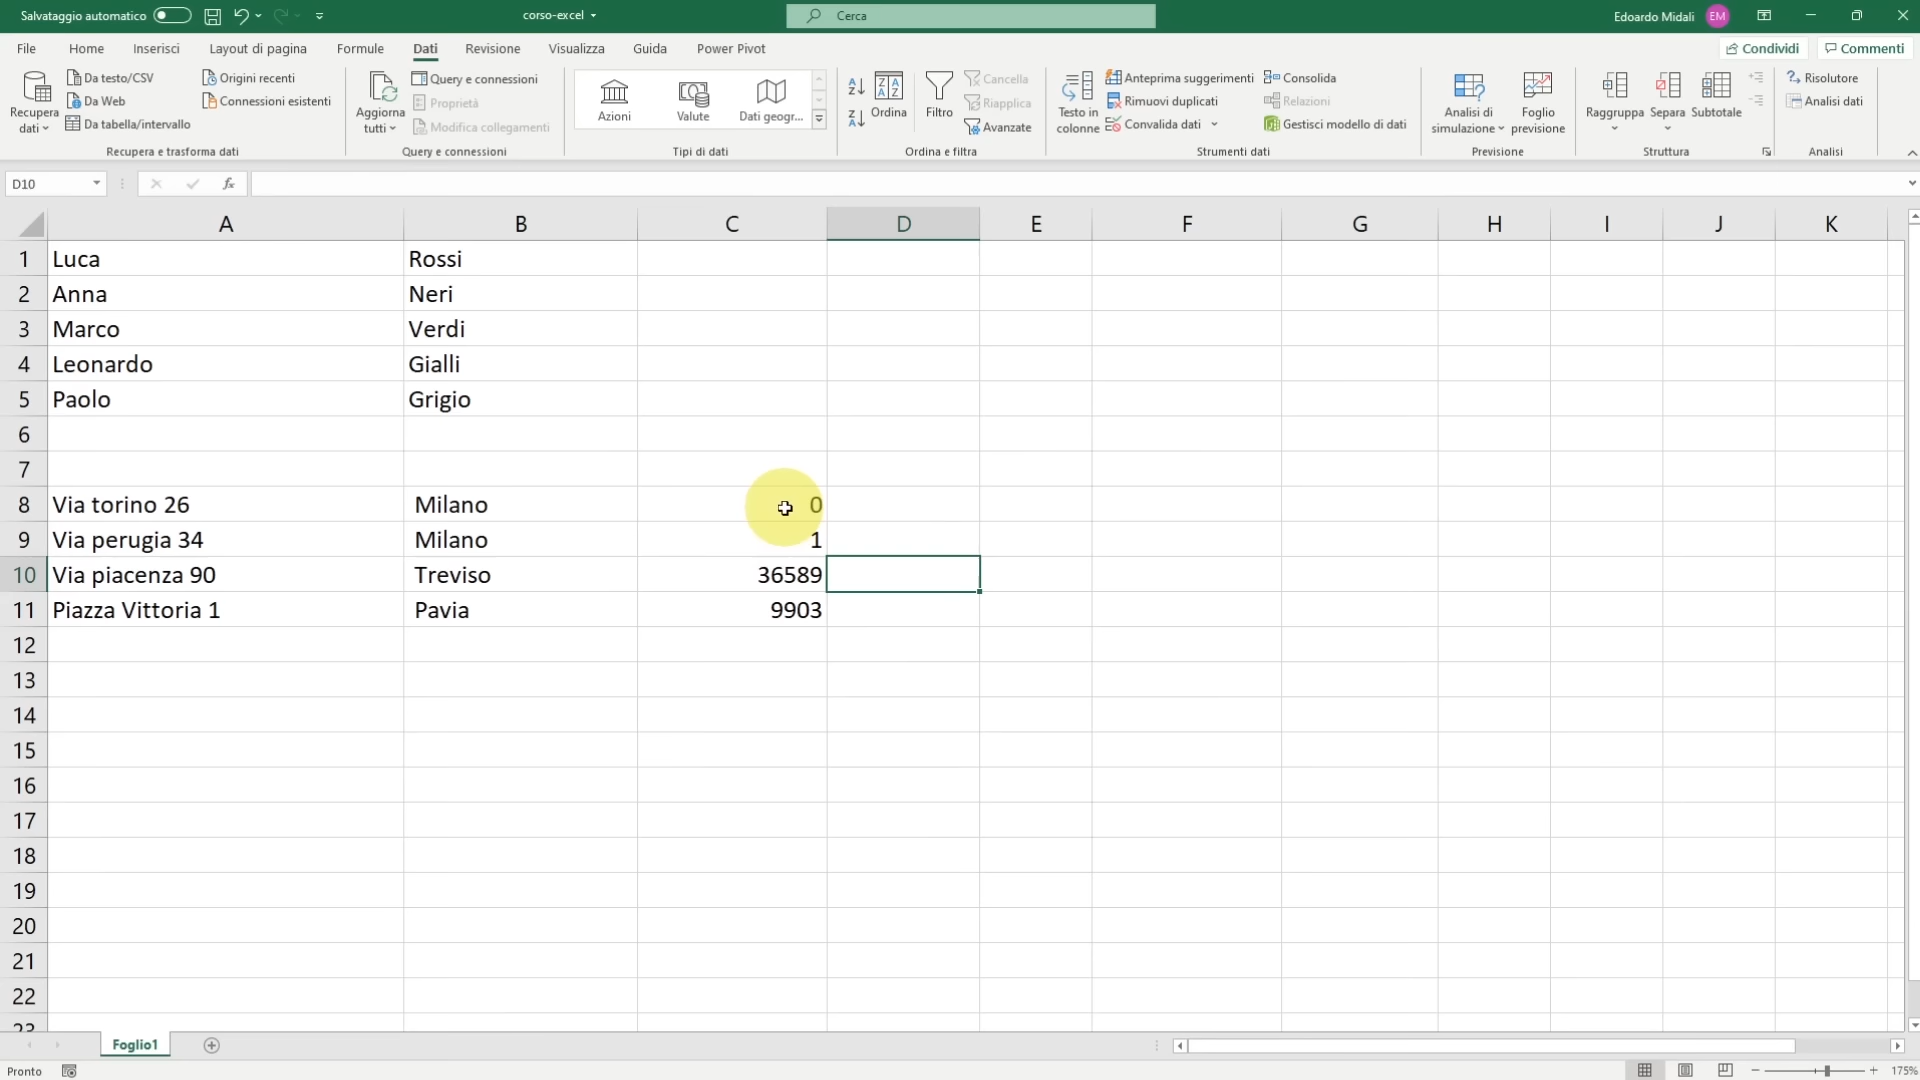 Salvataggio automatico
corso-excel
Cerca
Edoardo Midali
EM
File Home Inserisci Layout di pagina Formule Dati Revisione Visualizza Guida Power Pivot
Condividi
Commenti
Recupera dati
Da testo/CSV
Da Web
Da tabella/intervallo
Origini recenti
Connessioni esistenti
Recupera e trasforma dati
Aggiorna tutti
Query e connessioni
Proprietà
Modifica collegamenti
Query e connessioni
Azioni
Valute
Dati geogr...
Tipi di dati
Ordina
Filtro
Cancella
Riapplica
Avanzate
Ordina e filtra
Testo in colonne
Anteprima suggerimenti
Rimuovi duplicati
Convalida dati
Consolida
Relazioni
Gestisci modello di dati
Strumenti dati
Analisi di simulazione
Foglio previsione
Previsione
Raggruppa
Separa
Subtotale
Struttura
Risolutore
Analisi dati
Analisi
D10
fx
A B C D E F G H I J K
1 Luca Rossi
2 Anna Neri
3 Marco Verdi
4 Leonardo Gialli
5 Paolo Grigio
6
7
8 Via torino 26 Milano 0
9 Via perugia 34 Milano 1
10 Via piacenza 90 Treviso 36589
11 Piazza Vittoria 1 Pavia 9903
12
13
14
15
16
17
18
19
20
21
22
23
Foglio1
Pronto
175%